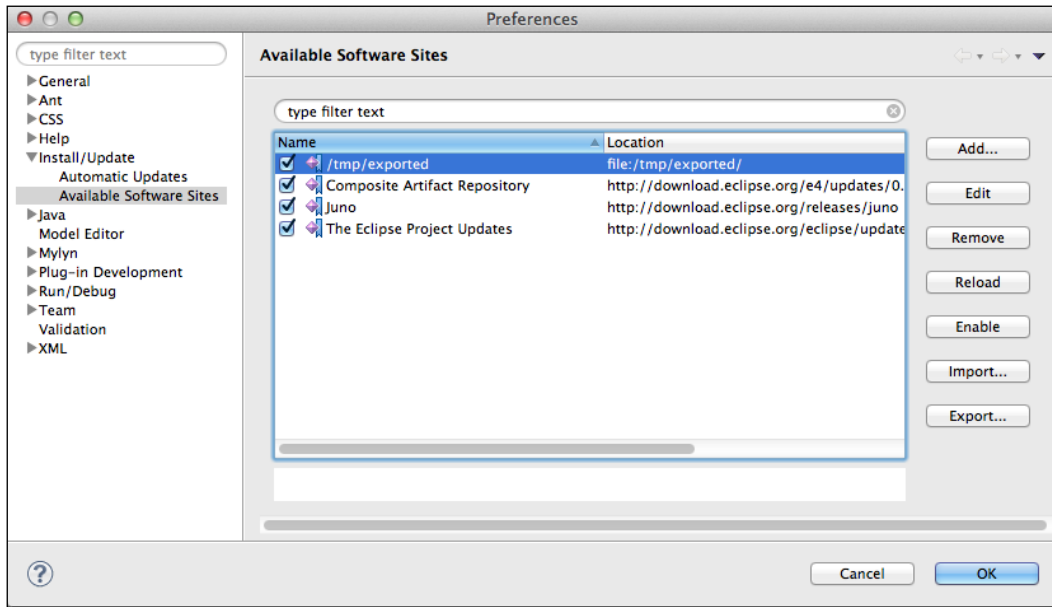 Preferences
type filter text
General
Ant
CSS
Help
Install/Update
Automatic Updates
Available Software Sites
Java
Model Editor
Mylyn
Plug-in Development
Run/Debug
Team
Validation
XML
Available Software Sites
type filter text
Name Location
/tmp/exported file:/tmp/exported/
Composite Artifact Repository http://download.eclipse.org/e4/updates/0.
Juno http://download.eclipse.org/releases/juno
The Eclipse Project Updates http://download.eclipse.org/eclipse/update
Add...
Edit
Remove
Reload
Enable
Import...
Export...
?
Cancel
OK